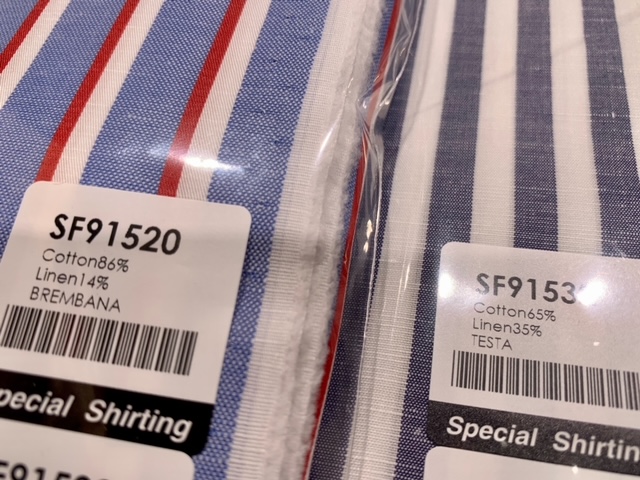 SF91520
Cotton86%
Linen14%
BREMBANA
Special Shirting
Cotton65%
Linen35%
TESTA
Special Shirting